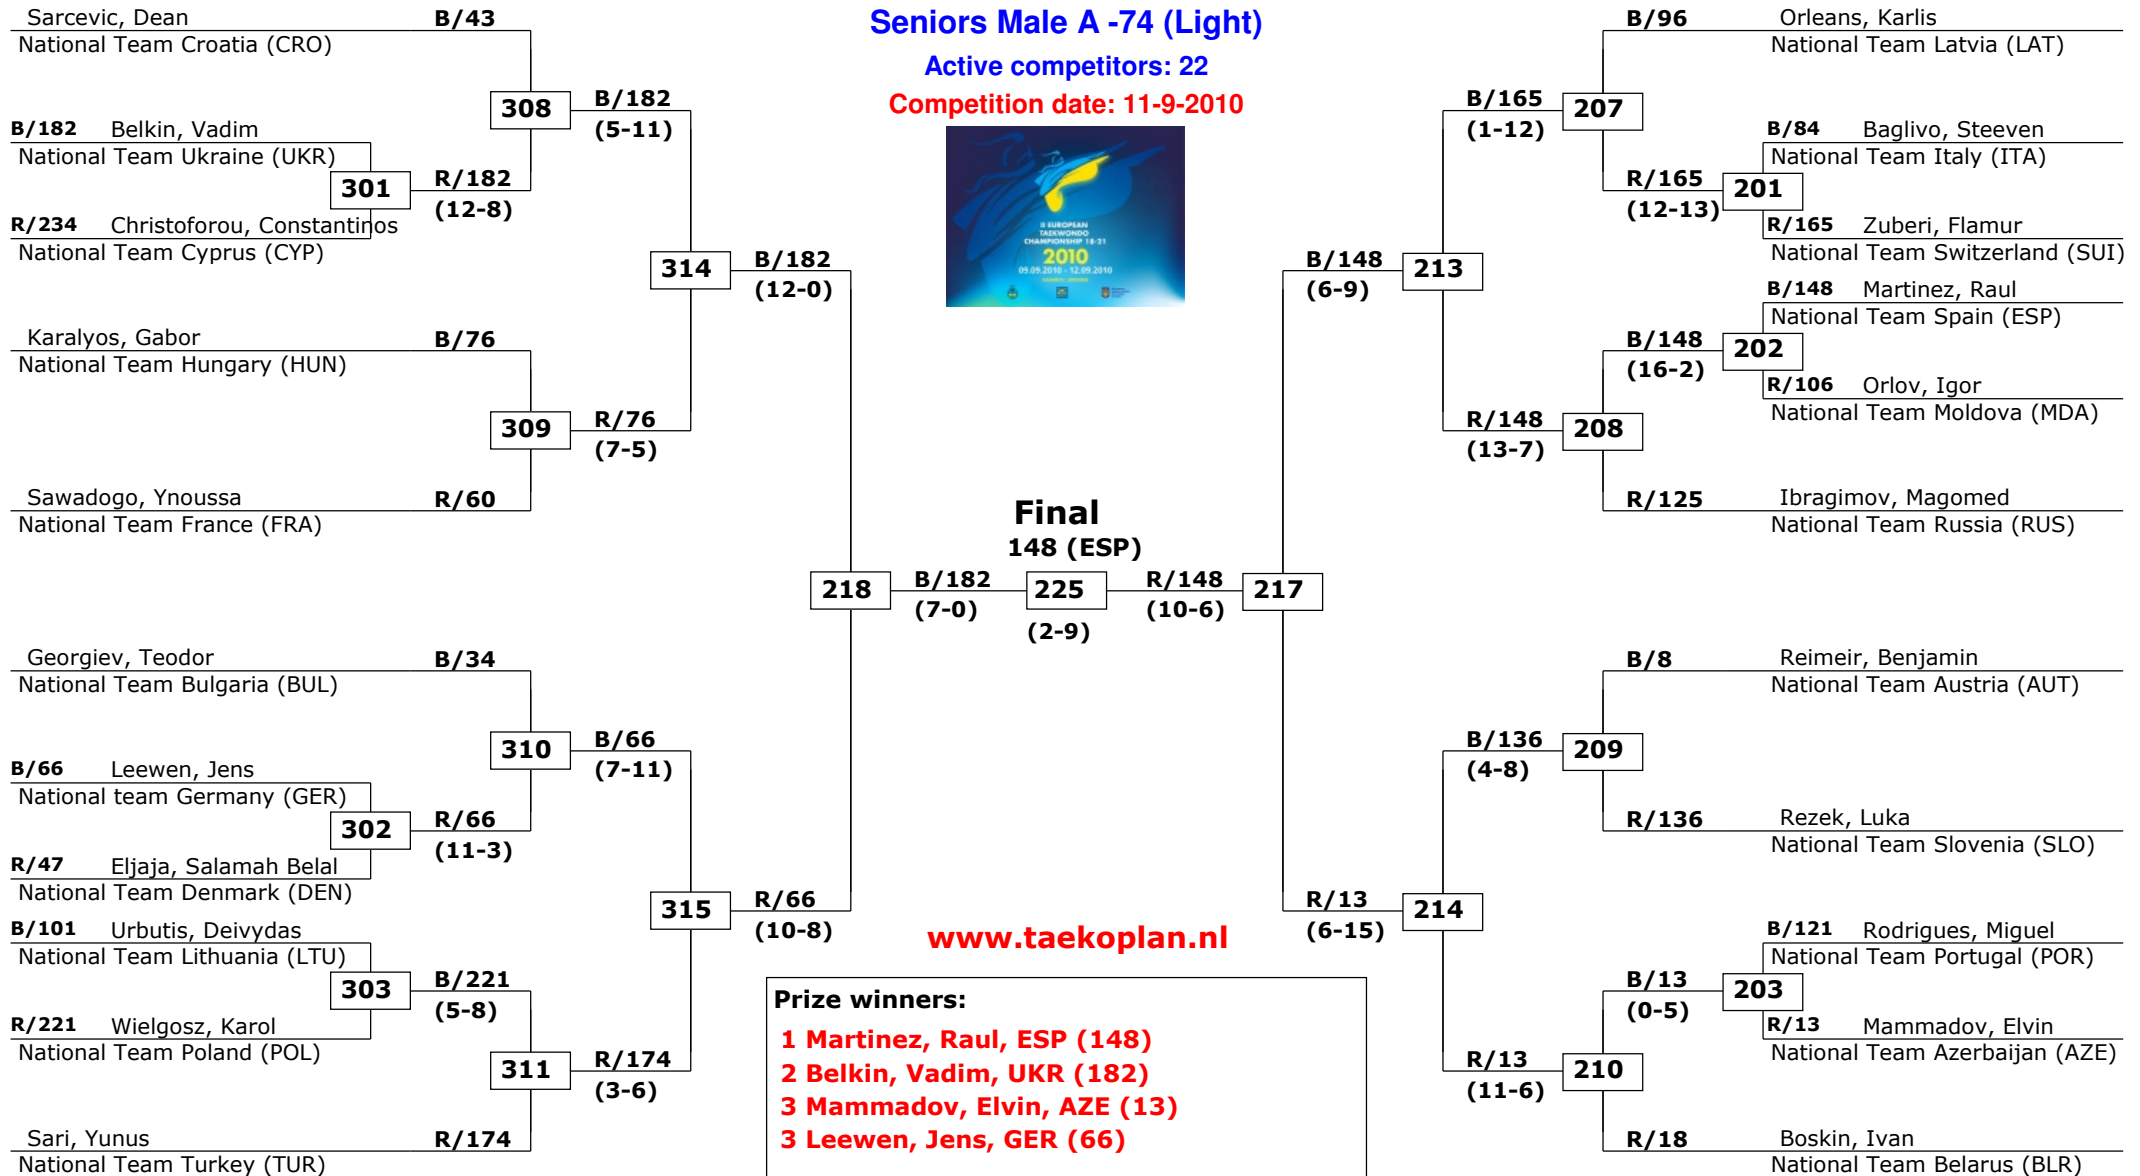 Seniors Male A -74 (Light)
Active competitors: 22
Competition date: 11-9-2010
II EUROPEAN
TAEKWONDO
CHAMPIONSHIP 18-21
2010
09.09.2010 - 12.09.2010
Sarcevic, Dean B/43
National Team Croatia (CRO)
308 B/182
(5-11)
B/182 Belkin, Vadim
National Team Ukraine (UKR)
301 R/182
(12-8)
R/234 Christoforou, Constantinos
National Team Cyprus (CYP)
314 B/182
(12-0)
Karalyos, Gabor B/76
National Team Hungary (HUN)
309 R/76
(7-5)
Sawadogo, Ynoussa R/60
National Team France (FRA)
218 B/182
(7-0)
Georgiev, Teodor B/34
National Team Bulgaria (BUL)
310 B/66
(7-11)
B/66 Leewen, Jens
National team Germany (GER)
302 R/66
(11-3)
R/47 Eljaja, Salamah Belal
National Team Denmark (DEN)
315 R/66
(10-8)
B/101 Urbutis, Deivydas
National Team Lithuania (LTU)
303 B/221
(5-8)
R/221 Wielgosz, Karol
National Team Poland (POL)
311 R/174
(3-6)
Sari, Yunus R/174
National Team Turkey (TUR)
Final
148 (ESP)
225
(2-9)
B/96 Orleans, Karlis
National Team Latvia (LAT)
B/165 207
(1-12)
B/84 Baglivo, Steeven
National Team Italy (ITA)
R/165 201
(12-13)
R/165 Zuberi, Flamur
National Team Switzerland (SUI)
B/148 213
(6-9)
B/148 Martinez, Raul
National Team Spain (ESP)
B/148 202
(16-2)
R/106 Orlov, Igor
National Team Moldova (MDA)
R/148 208
(13-7)
R/125 Ibragimov, Magomed
National Team Russia (RUS)
R/148 217
(10-6)
B/8 Reimeir, Benjamin
National Team Austria (AUT)
B/136 209
(4-8)
R/136 Rezek, Luka
National Team Slovenia (SLO)
R/13 214
(6-15)
B/121 Rodrigues, Miguel
National Team Portugal (POR)
B/13 203
(0-5)
R/13 Mammadov, Elvin
National Team Azerbaijan (AZE)
R/13 210
(11-6)
R/18 Boskin, Ivan
National Team Belarus (BLR)
www.taekoplan.nl
Prize winners:
1 Martinez, Raul, ESP (148)
2 Belkin, Vadim, UKR (182)
3 Mammadov, Elvin, AZE (13)
3 Leewen, Jens, GER (66)